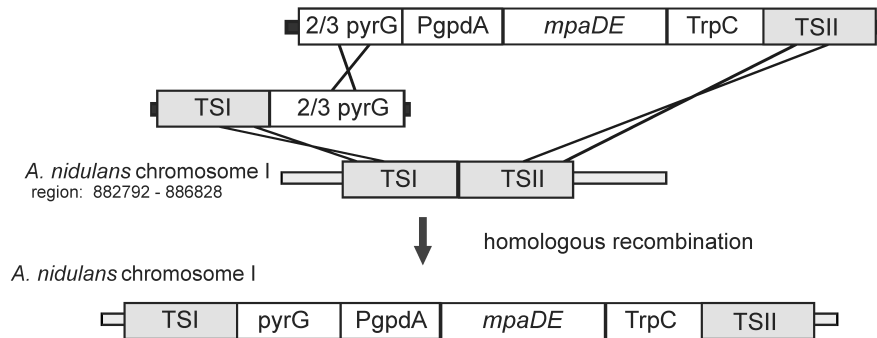 2/3 pyrG PgpdA mpaDE TrpC TSII
TSI 2/3 pyrG
A. nidulans chromosome I TSI TSII
region: 882792 - 886828
homologous recombination
A. nidulans chromosome I
TSI pyrG PgpdA mpaDE TrpC TSII